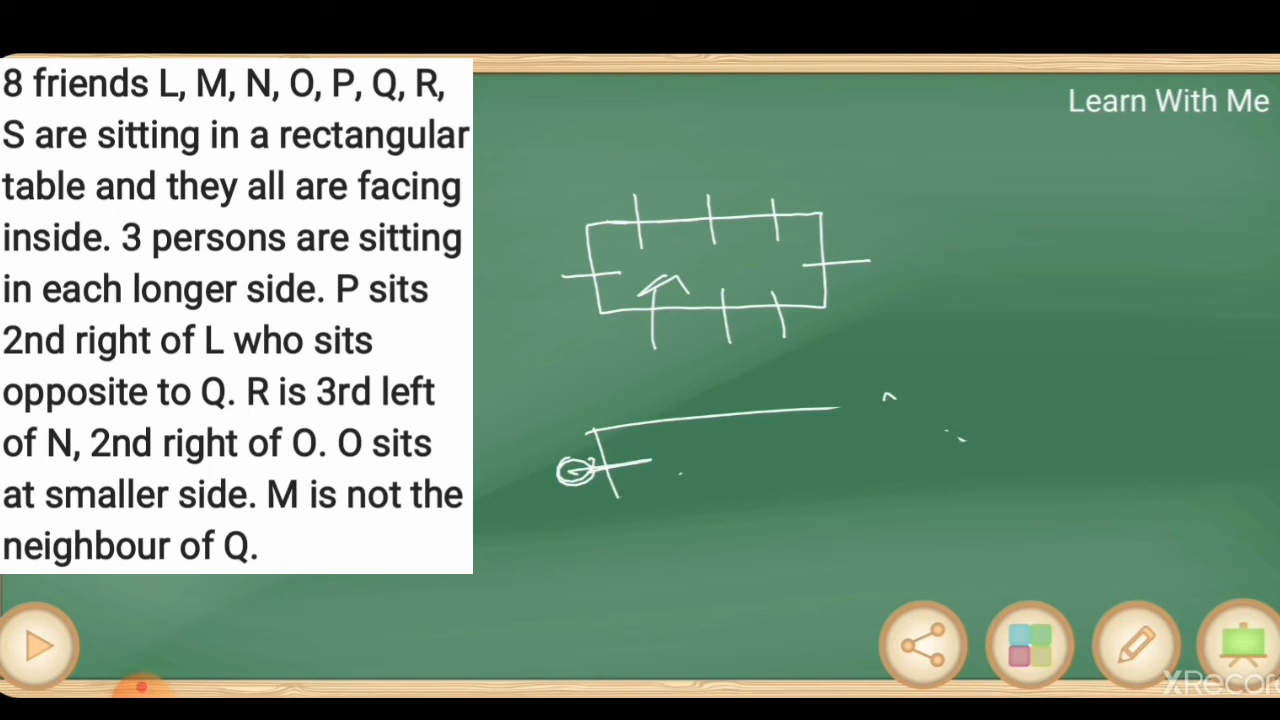 8 friends L, M, N, O, P, Q, R,
S are sitting in a rectangular
table and they all are facing
inside. 3 persons are sitting
in each longer side. P sits
2nd right of L who sits
opposite to Q. R is 3rd left
of N, 2nd right of O. O sits
at smaller side. M is not the
neighbour of Q.
Learn With Me
XRecor